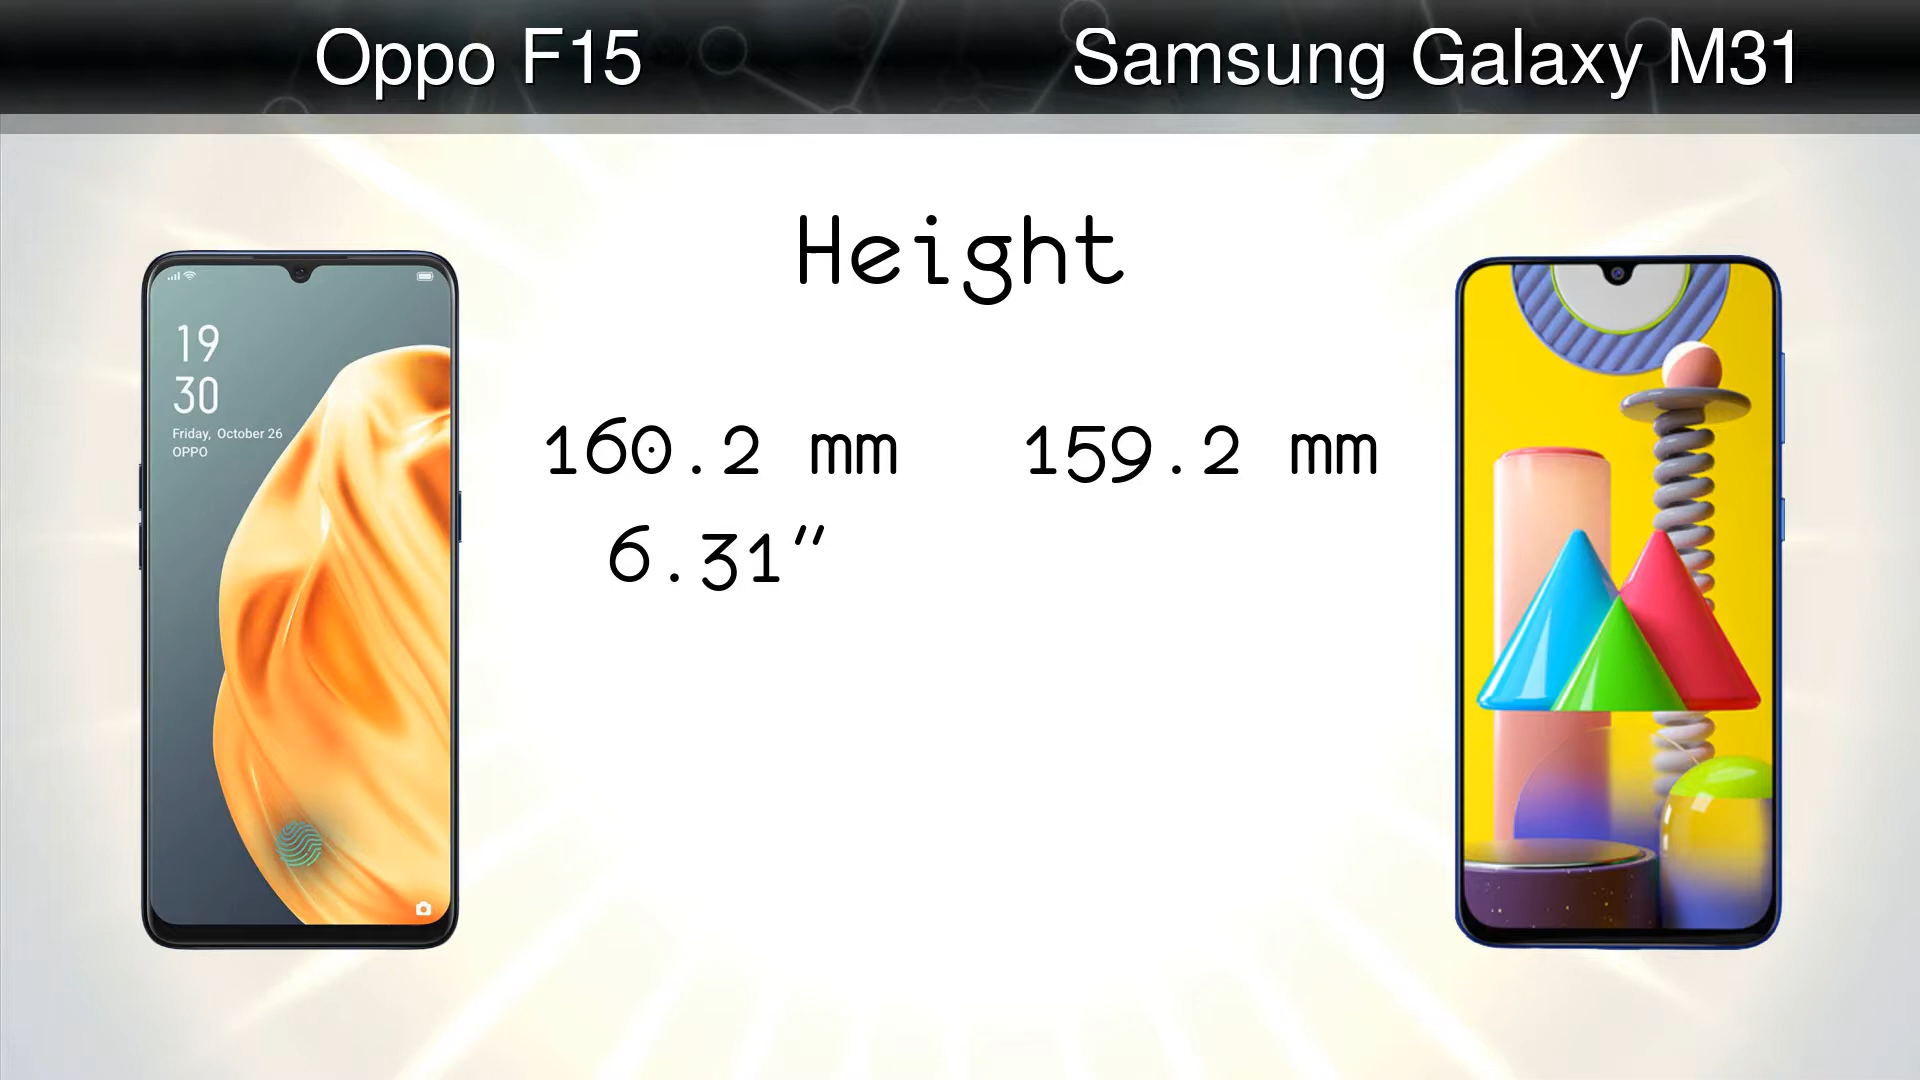 Oppo F15
Samsung Galaxy M31
Height
160.2 mm
159.2 mm
6.31″
19
30
Friday, October 26
OPPO